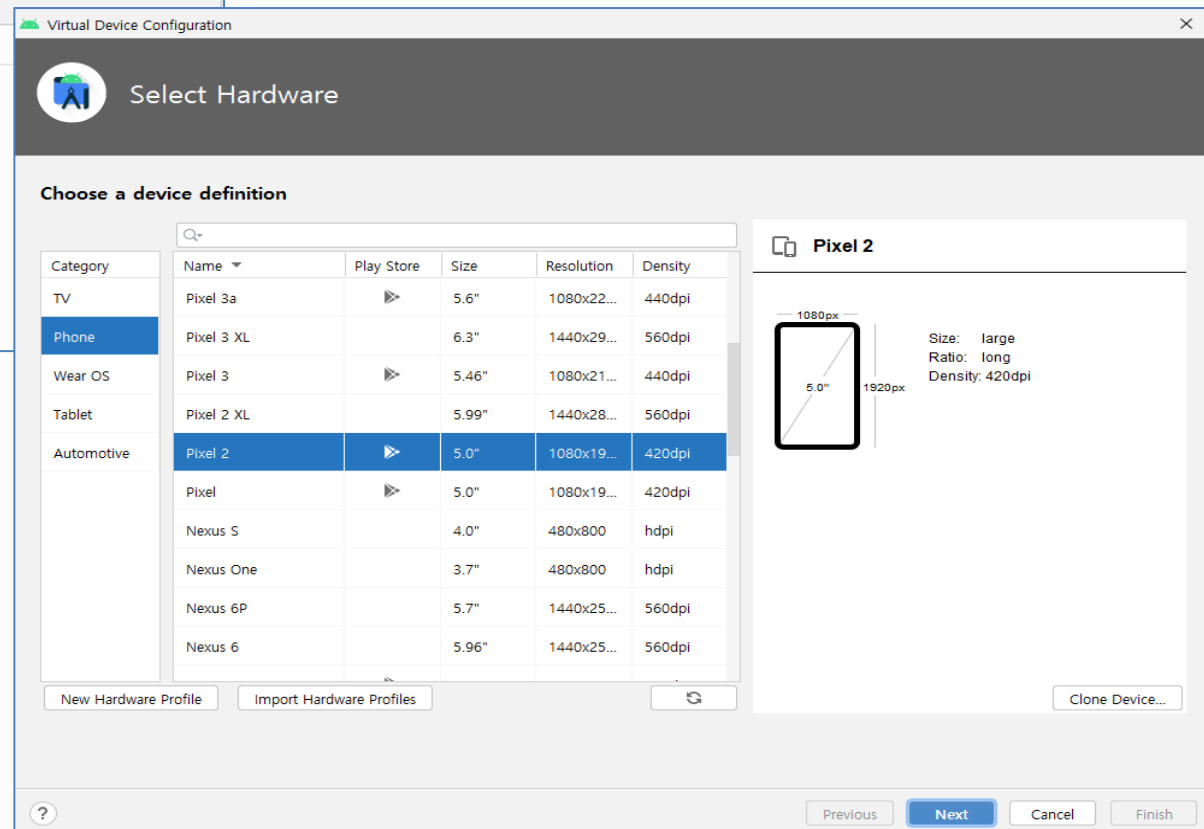 Virtual Device Configuration
Select Hardware
Choose a device definition
Category
TV
Phone
Wear OS
Tablet
Automotive
Name Play Store Size Resolution Density
Pixel 3a 5.6" 1080x22... 440dpi
Pixel 3 XL 6.3" 1440x29... 560dpi
Pixel 3 5.46" 1080x21... 440dpi
Pixel 2 XL 5.99" 1440x28... 560dpi
Pixel 2 5.0" 1080x19... 420dpi
Pixel 5.0" 1080x19... 420dpi
Nexus S 4.0" 480x800 hdpi
Nexus One 3.7" 480x800 hdpi
Nexus 6P 5.7" 1440x25... 560dpi
Nexus 6 5.96" 1440x25... 560dpi
New Hardware Profile Import Hardware Profiles
Pixel 2
1080px
5.0" 1920px
Size: large
Ratio: long
Density: 420dpi
Clone Device...
? Previous Next Cancel Finish